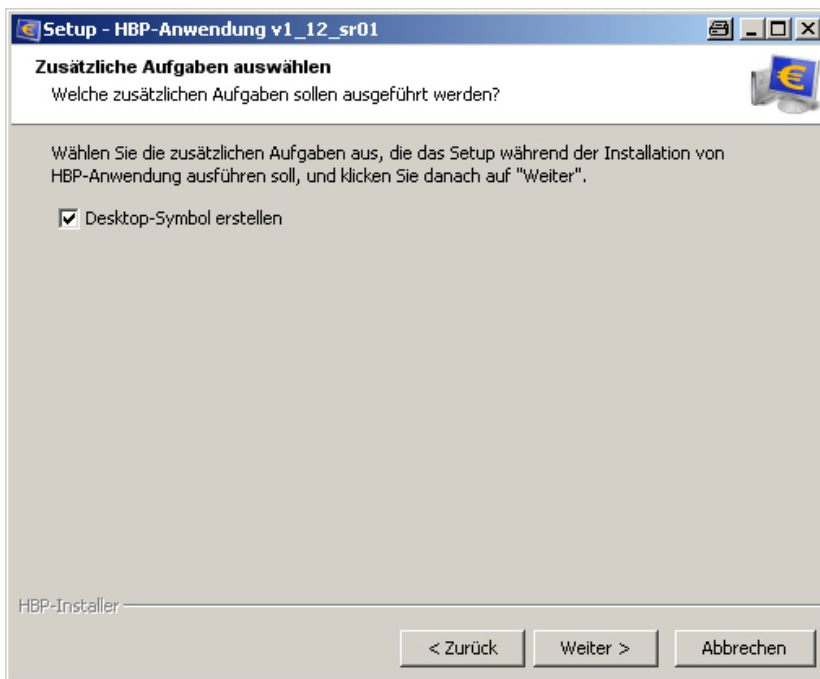 Setup - HBP-Anwendung v1_12_sr01
Zusätzliche Aufgaben auswählen
Welche zusätzlichen Aufgaben sollen ausgeführt werden?
Wählen Sie die zusätzlichen Aufgaben aus, die das Setup während der Installation von
HBP-Anwendung ausführen soll, und klicken Sie danach auf "Weiter".
Desktop-Symbol erstellen
HBP-Installer
< Zurück
Weiter >
Abbrechen